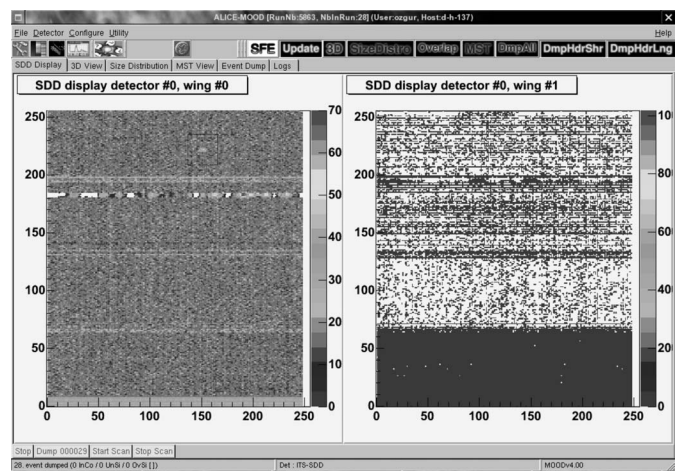 ALICE-MOOD [RunNb:5863, NbInRun:28] (User:ozgur, Host:d-h-137)
File Detector Configure Utility Help
SFE Update 3D SizeDistro Overlap MST DmpAll DmpHdrShr DmpHdrLng
SDD Display 3D View Size Distribution MST View Event Dump Logs
SDD display detector #0, wing #0
250
200
150
100
50
0
0 50 100 150 200 250
70
60
50
40
30
20
10
0
SDD display detector #0, wing #1
250
200
150
100
50
0
0 50 100 150 200 250
10
80
60
40
20
0
Stop Dump 000029 Start Scan Stop Scan
28. event dumped (0 InCo / 0 UnSi / 0 OvSi [ ]) Det : ITS-SDD MOODv4.00